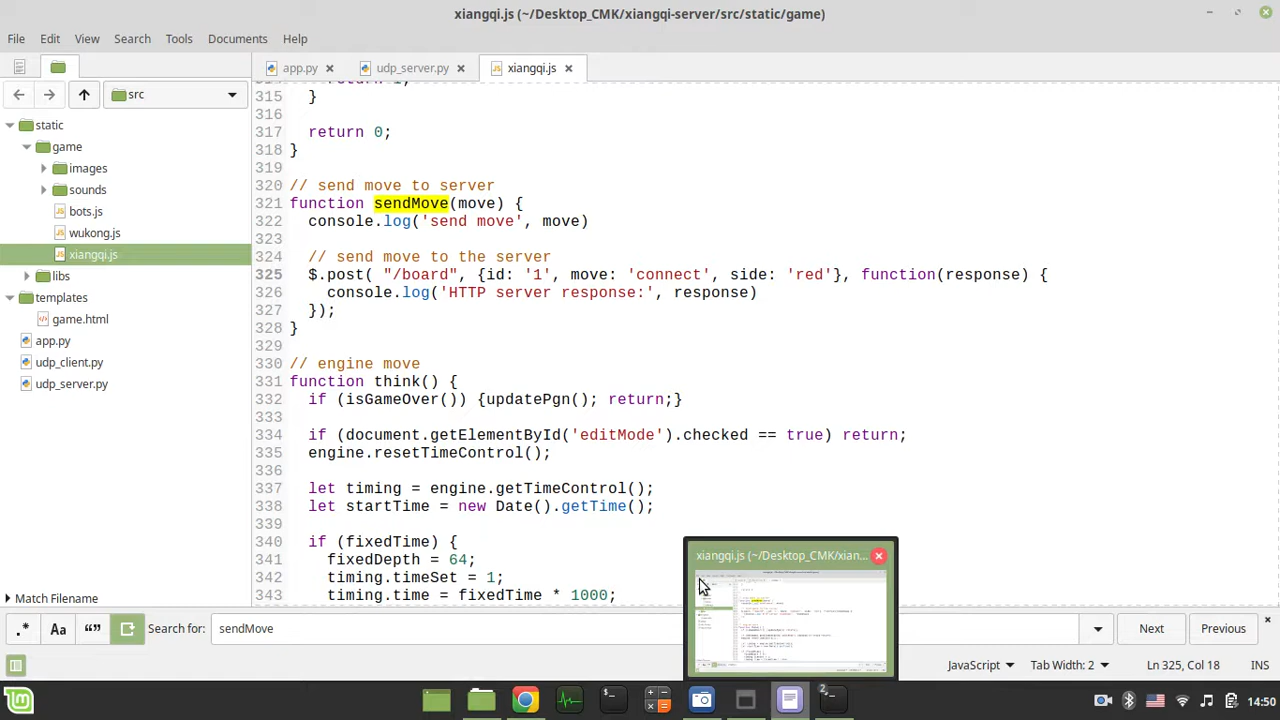 xiangqi.js (~/Desktop_CMK/xiangqi-server/src/static/game)
File Edit View Search Tools Documents Help
app.py
udp_server.py
xiangqi.js
src
static
game
images
sounds
bots.js
wukong.js
xiangqi.js
libs
templates
game.html
app.py
udp_client.py
udp_server.py
315 }
316
317 return 0;
318 }
319
320 // send move to server
321 function sendMove(move) {
322 console.log('send move', move)
323
324 // send move to the server
325 $.post( "/board", {id: '1', move: 'connect', side: 'red'}, function(response) {
326 console.log('HTTP server response:', response)
327 });
328 }
329
330 // engine move
331 function think() {
332 if (isGameOver()) {updatePgn(); return;}
333
334 if (document.getElementById('editMode').checked == true) return;
335 engine.resetTimeControl();
336
337 let timing = engine.getTimeControl();
338 let startTime = new Date().getTime();
339
340 if (fixedTime) {
341 fixedDepth = 64;
342 timing.timeSet = 1;
343 timing.time = fixedTime * 1000;
Main Filename
.* Aa Search for: sendMove Next
xiangqi.js (~/Desktop_CMK/xian...
JavaScript Tab Width: 2 Ln 325, Col 18 INS
14:50